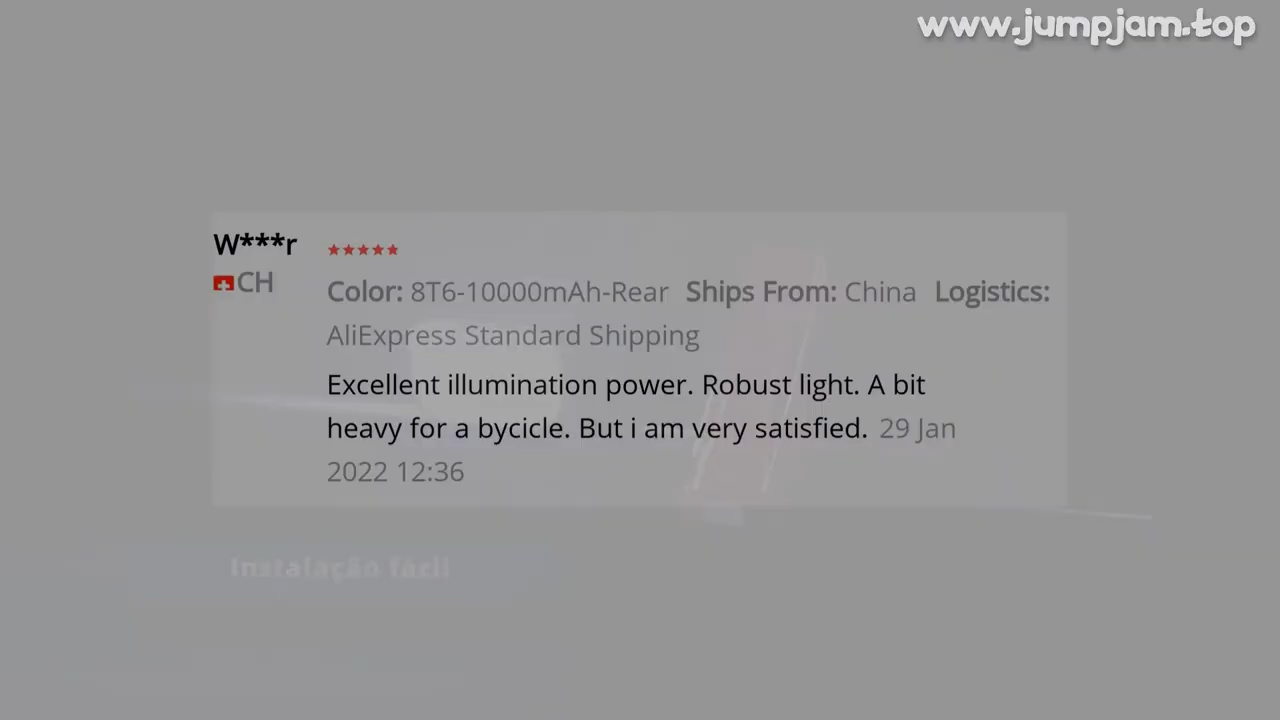 www.jumpjam.top
W***r
CH
Color: 8T6-10000mAh-Rear Ships From: China Logistics:
AliExpress Standard Shipping
Excellent illumination power. Robust light. A bit
heavy for a bycicle. But i am very satisfied. 29 Jan
2022 12:36
Instalação fácil